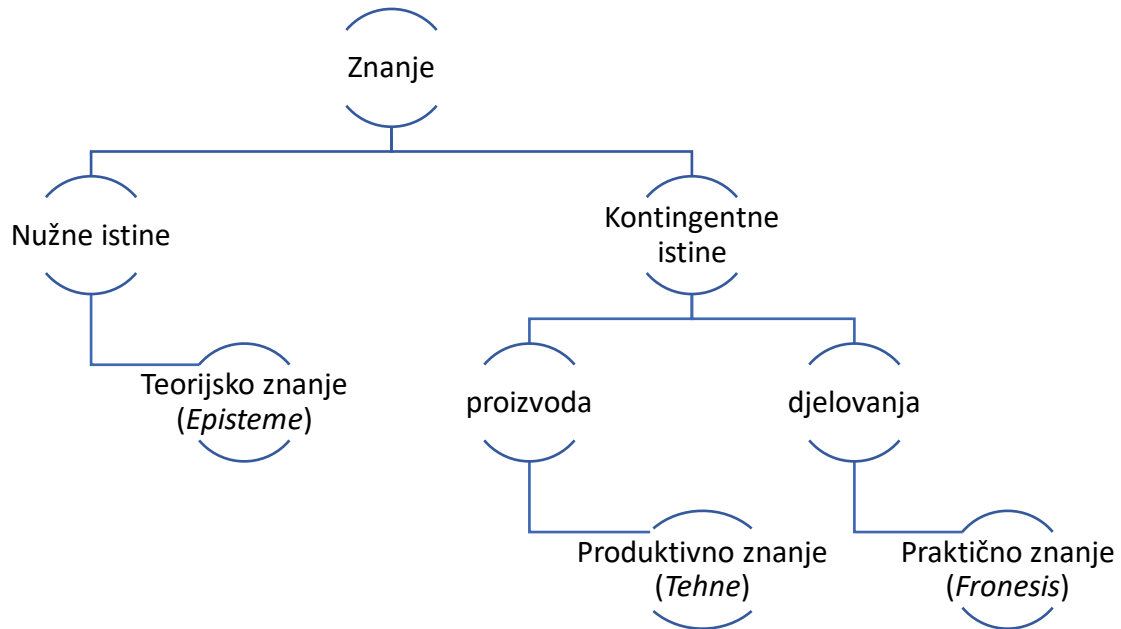 Znanje
Nužne istine
Kontingentne
istine
Teorijsko znanje
(Episteme)
proizvoda
djelovanja
Produktivno znanje
(Tehne)
Praktično znanje
(Fronesis)